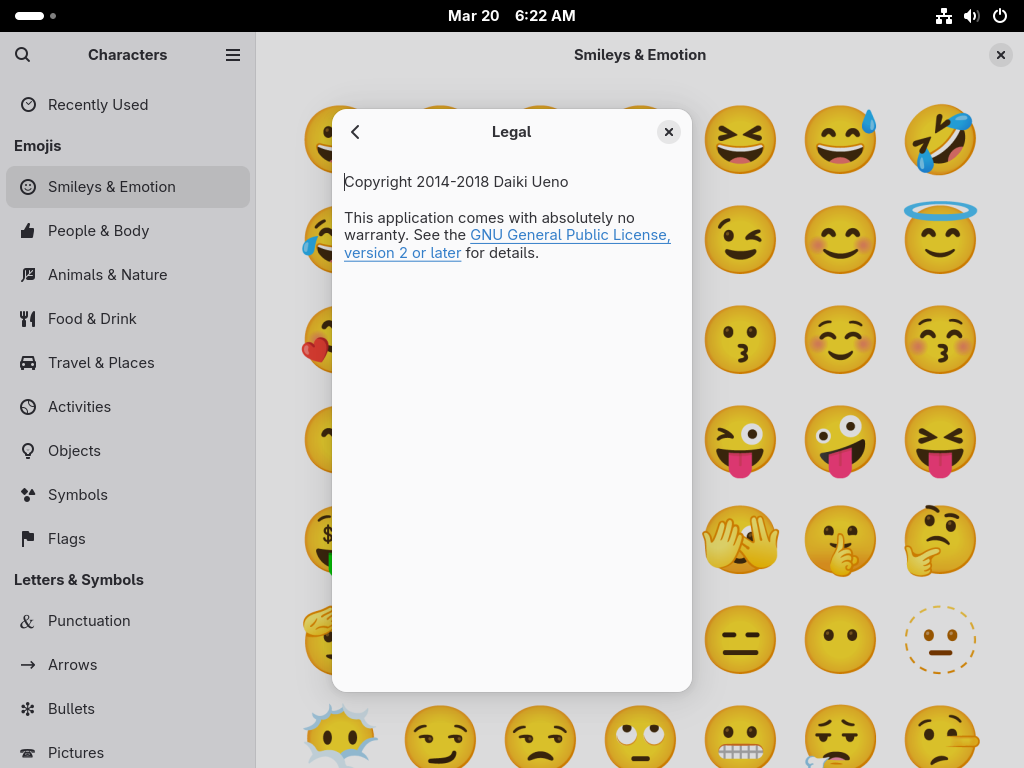 Mar 20 6:22 AM
Characters
Smileys & Emotion
Recently Used
Emojis
Smileys & Emotion
People & Body
Animals & Nature
Food & Drink
Travel & Places
Activities
Objects
Symbols
Flags
Letters & Symbols
& Punctuation
Arrows
Bullets
Pictures
Legal
Copyright 2014-2018 Daiki Ueno
This application comes with absolutely no
warranty. See the GNU General Public License,
version 2 or later for details.